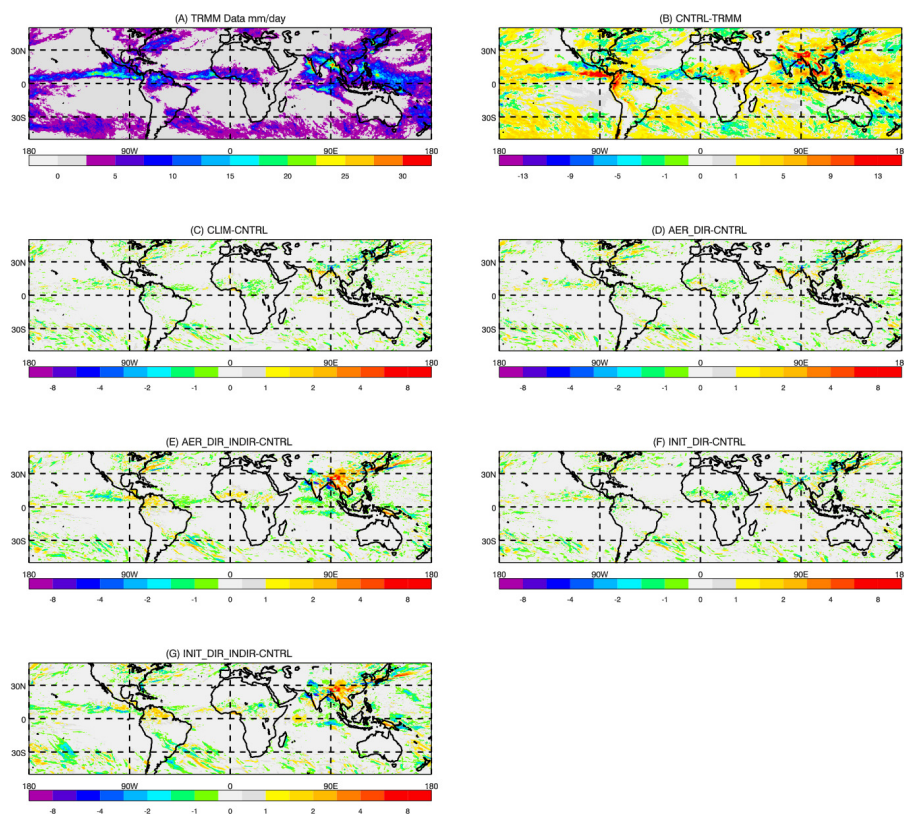 (A) TRMM Data mm/day
30N
0
30S
180 90W 0 90E 180
0 5 10 15 20 25 30
(B) CNTRL-TRMM
30N
0
30S
180 90W 0 90E 18
-13 -9 -5 -1 0 1 5 9 13
(C) CLIM-CNTRL
30N
0
30S
180 90W 0 90E 180
-8 -4 -2 -1 0 1 2 4 8
(D) AER_DIR-CNTRL
30N
0
30S
180 90W 0 90E 18
-8 -4 -2 -1 0 1 2 4 8
(E) AER_DIR_INDIR-CNTRL
30N
0
30S
180 90W 0 90E 180
-8 -4 -2 -1 0 1 2 4 8
(F) INIT_DIR-CNTRL
30N
0
30S
180 90W 0 90E 18
-8 -4 -2 -1 0 1 2 4 8
(G) INIT_DIR_INDIR-CNTRL
30N
0
30S
180 90W 0 90E 180
-8 -4 -2 -1 0 1 2 4 8